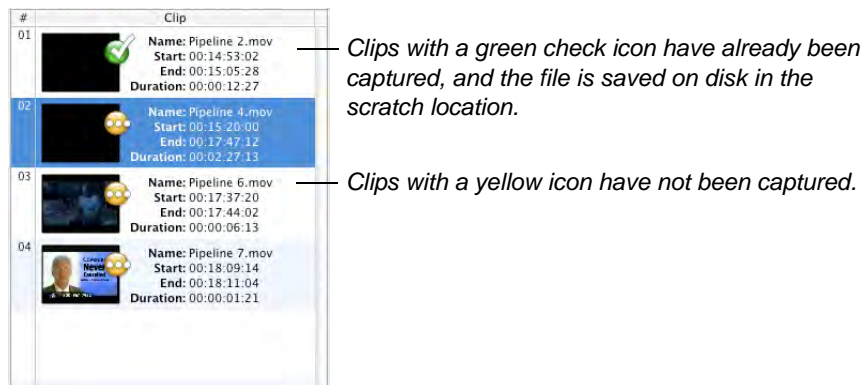 # Clip
01
Name: Pipeline 2.mov
Start: 00:14:53:02
End: 00:15:05:28
Duration: 00:00:12:27
Clips with a green check icon have already been
captured, and the file is saved on disk in the
scratch location.
02
Name: Pipeline 4.mov
Start: 00:15:20:00
End: 00:17:47:12
Duration: 00:02:27:13
03
Name: Pipeline 6.mov
Start: 00:17:37:20
End: 00:17:44:02
Duration: 00:00:06:13
Clips with a yellow icon have not been captured.
04
Name: Pipeline 7.mov
Start: 00:18:09:14
End: 00:18:11:04
Duration: 00:00:01:21
Never